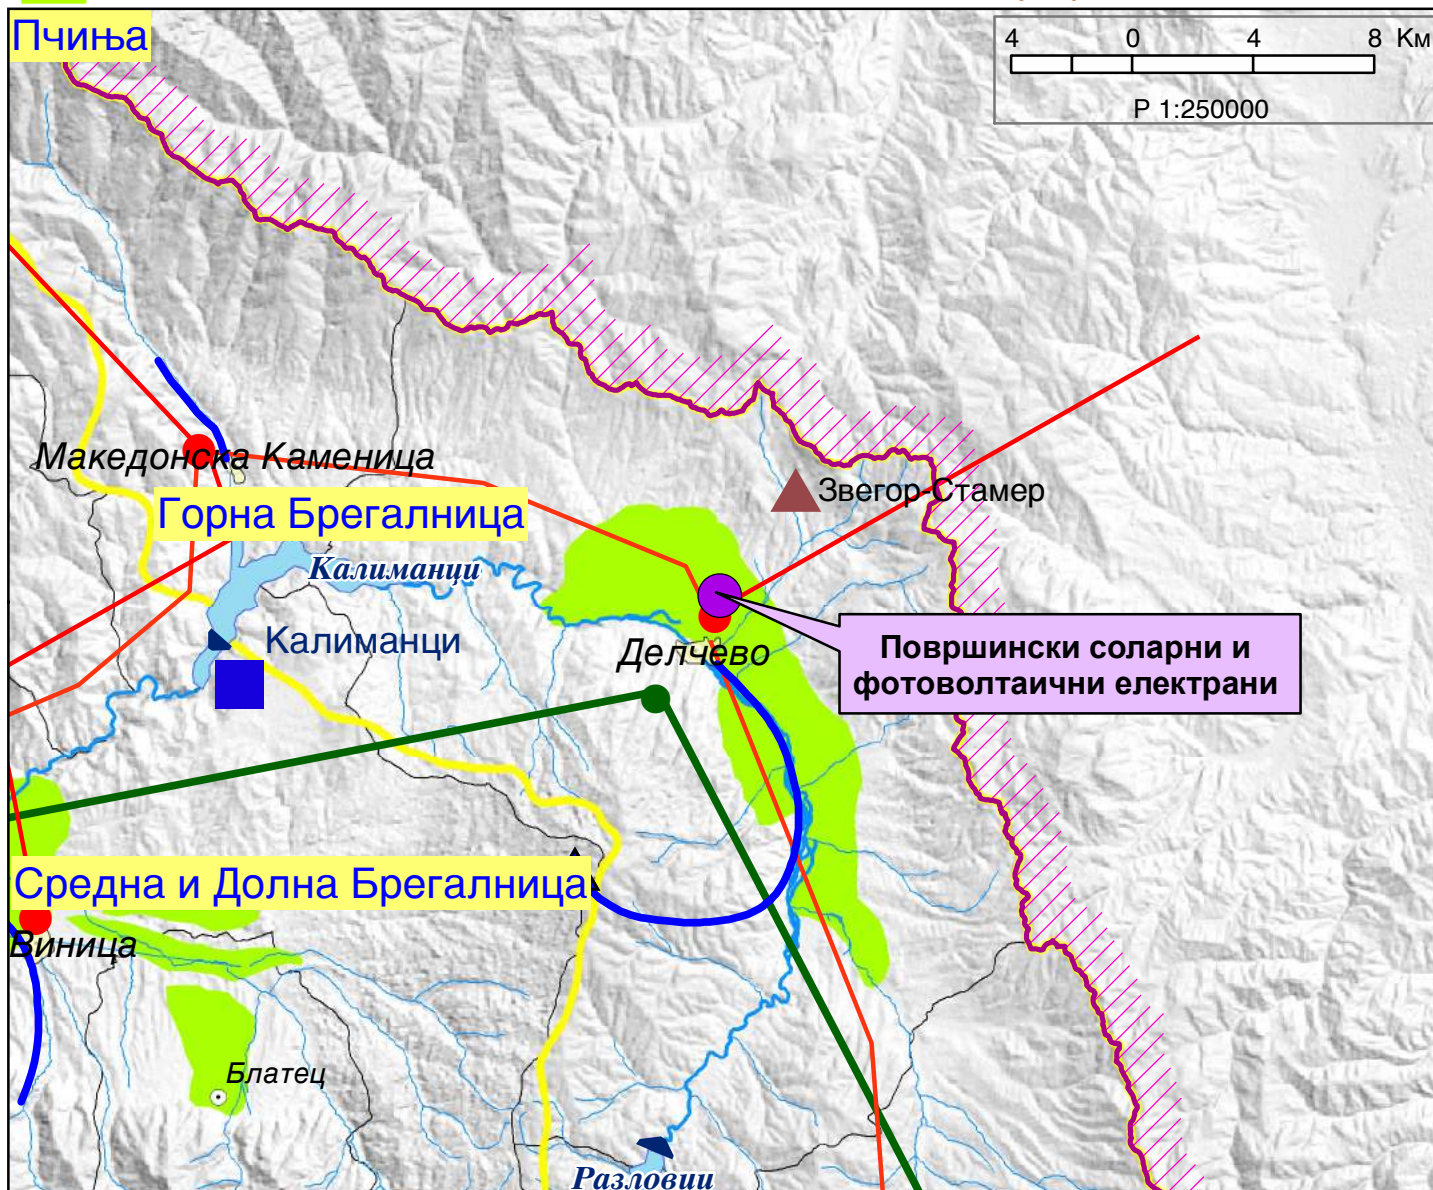 Пчиња
4 0 4 8 Км
Р 1:250000
Македонска Каменица
Звегор-Стамер
Горна Брегалница
Калиманци
Калиманци
Делчево
Површински соларни и
фотоволтаични електрани
Средна и Долна Брегалница
Виница
Блатец
Разловци